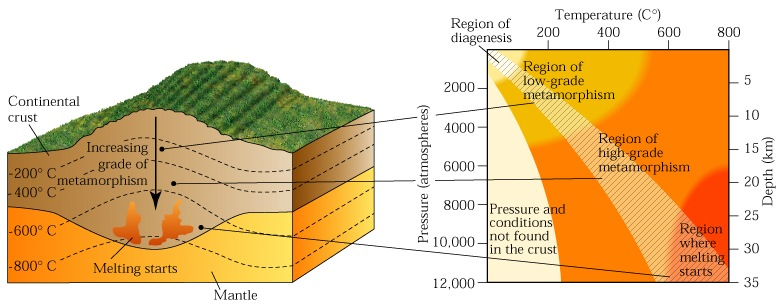 Continental
crust
Increasing
grade of
metamorphism
-200° C
-400° C
-600° C
-800° C
Melting starts
Mantle
Region of
diagenesis
Temperature (C°)
200
400
600
800
Region of
low-grade
metamorphism
Region of
high-grade
metamorphism
Pressure and
conditions
not found
in the crust
Region
where
melting
starts
Pressure (atmospheres)
2000
4000
6000
8000
10,000
12,000
5
10
15
20
25
30
35
Depth (km)